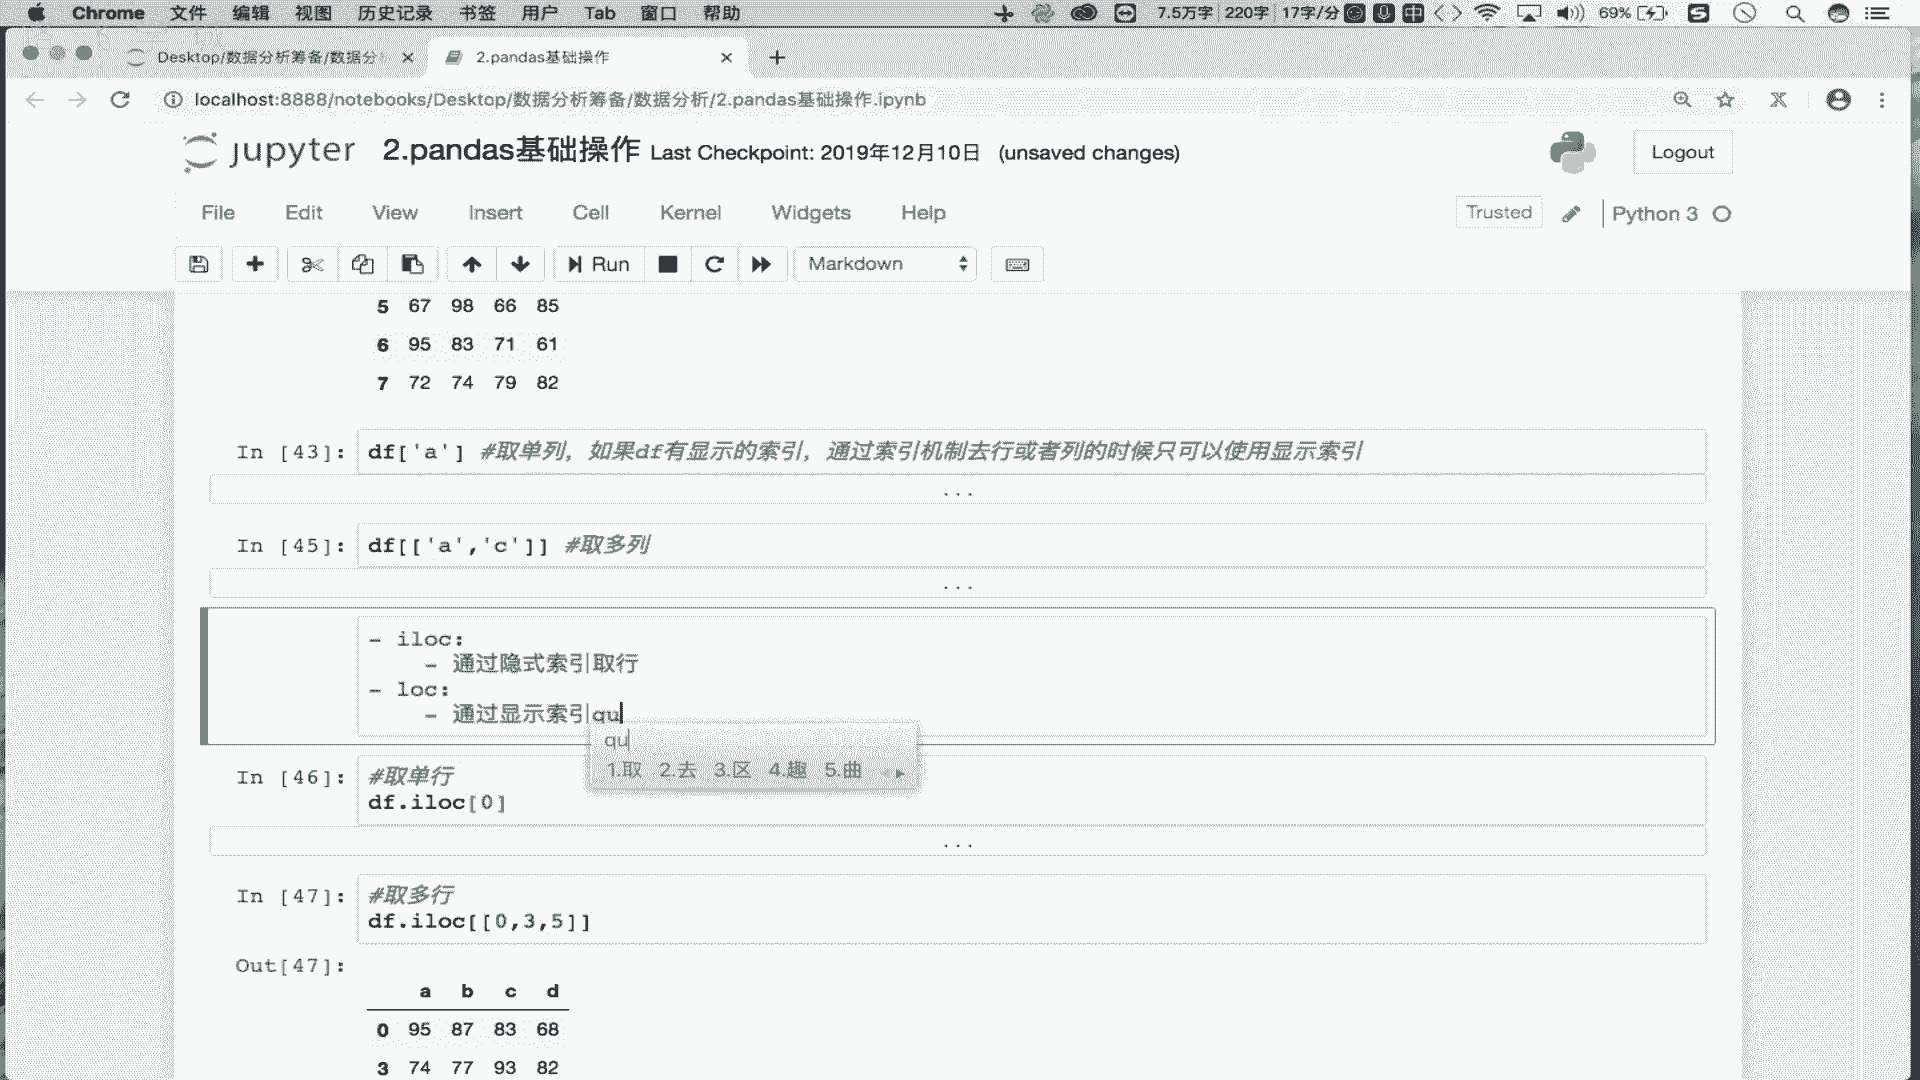 Chrome 文件 编辑 视图 历史记录 书签 用户 Tab 窗口 帮助 7.5万字 220字 17字/分 中 69%
Desktop/数据分析筹备/数据分 2.pandas基础操作
localhost:8888/notebooks/Desktop/数据分析筹备/数据分析/2.pandas基础操作.ipynb
jupyter 2.pandas基础操作 Last Checkpoint: 2019年12月10日 (unsaved changes) Logout
File Edit View Insert Cell Kernel Widgets Help Trusted Python 3
Run Markdown
5 67 98 66 85
6 95 83 71 61
7 72 74 79 82
In [43]: df['a'] #取单列，如果df有显示的索引，通过索引机制去行或者列的时候只可以使用显示索引
...
In [45]: df[['a','c']] #取多列
...
- iloc:
- 通过隐式索引取行
- loc:
- 通过显示索引qu
qu
1.取 2.去 3.区 4.趣 5.曲
In [46]: #取单行
df.iloc[0]
...
In [47]: #取多行
df.iloc[[0,3,5]]
Out[47]:
a b c d
0 95 87 83 68
3 74 77 93 82